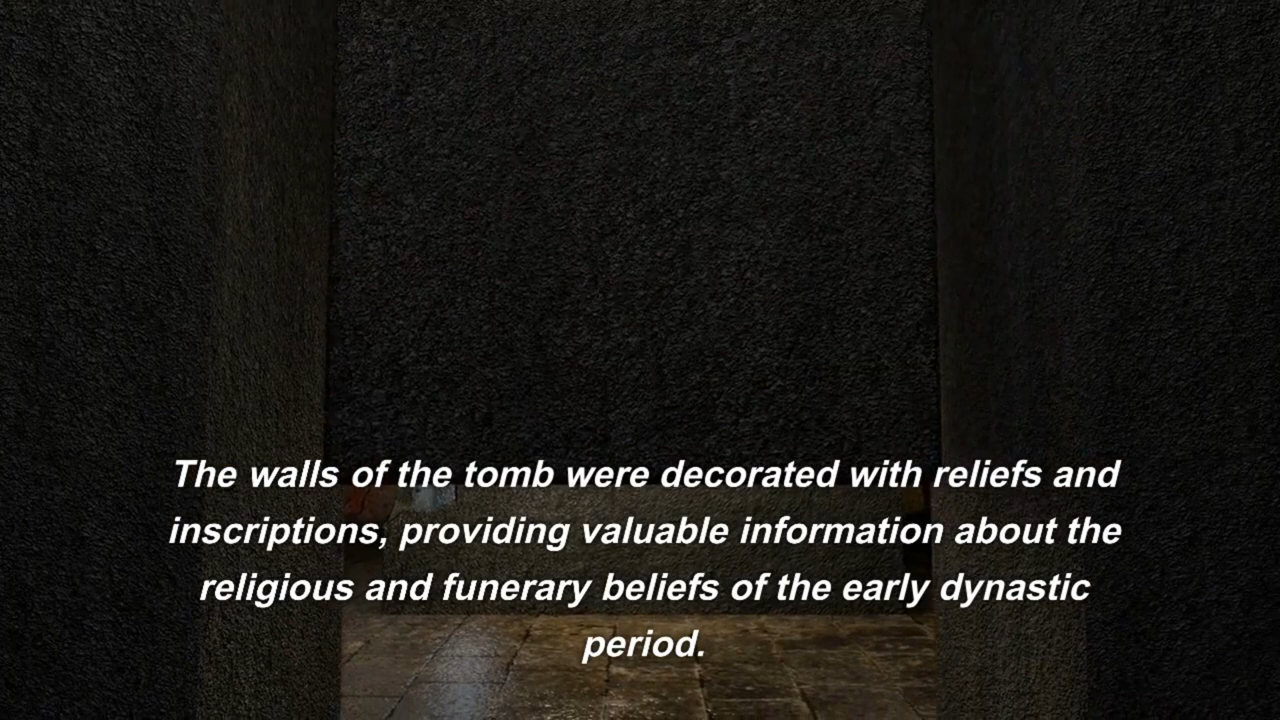 The walls of the tomb were decorated with reliefs and
inscriptions, providing valuable information about the
religious and funerary beliefs of the early dynastic
period.